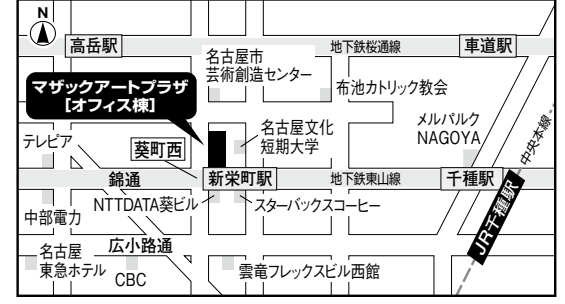 N
高岳駅
地下鉄桜通線
車道駅
名古屋市
芸術創造センター
マザックアートプラザ
[オフィス棟]
布池カトリック教会
テレピア
葵町西
名古屋文化
短期大学
メルパルク
NAGOYA
中央本線
錦通
新栄町駅
地下鉄東山線
千種駅
NTTDATA葵ビル
スターバックスコーヒー
中部電力
JR千種駅
広小路通
名古屋
東急ホテル
CBC
雲竜フレックスビル西館